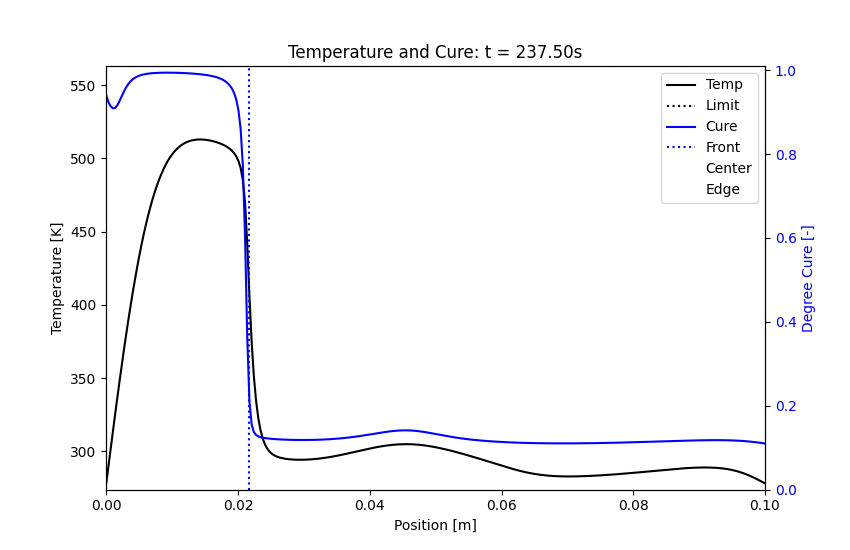 Temperature and Cure: t = 237.50s
Temperature [K]
550
500
450
400
350
300
1.0
0.8
0.6
0.4
0.2
0.0
Degree Cure [-]
Temp
Limit
Cure
Front
Center
Edge
0.00 0.02 0.04 0.06 0.08 0.10
Position [m]